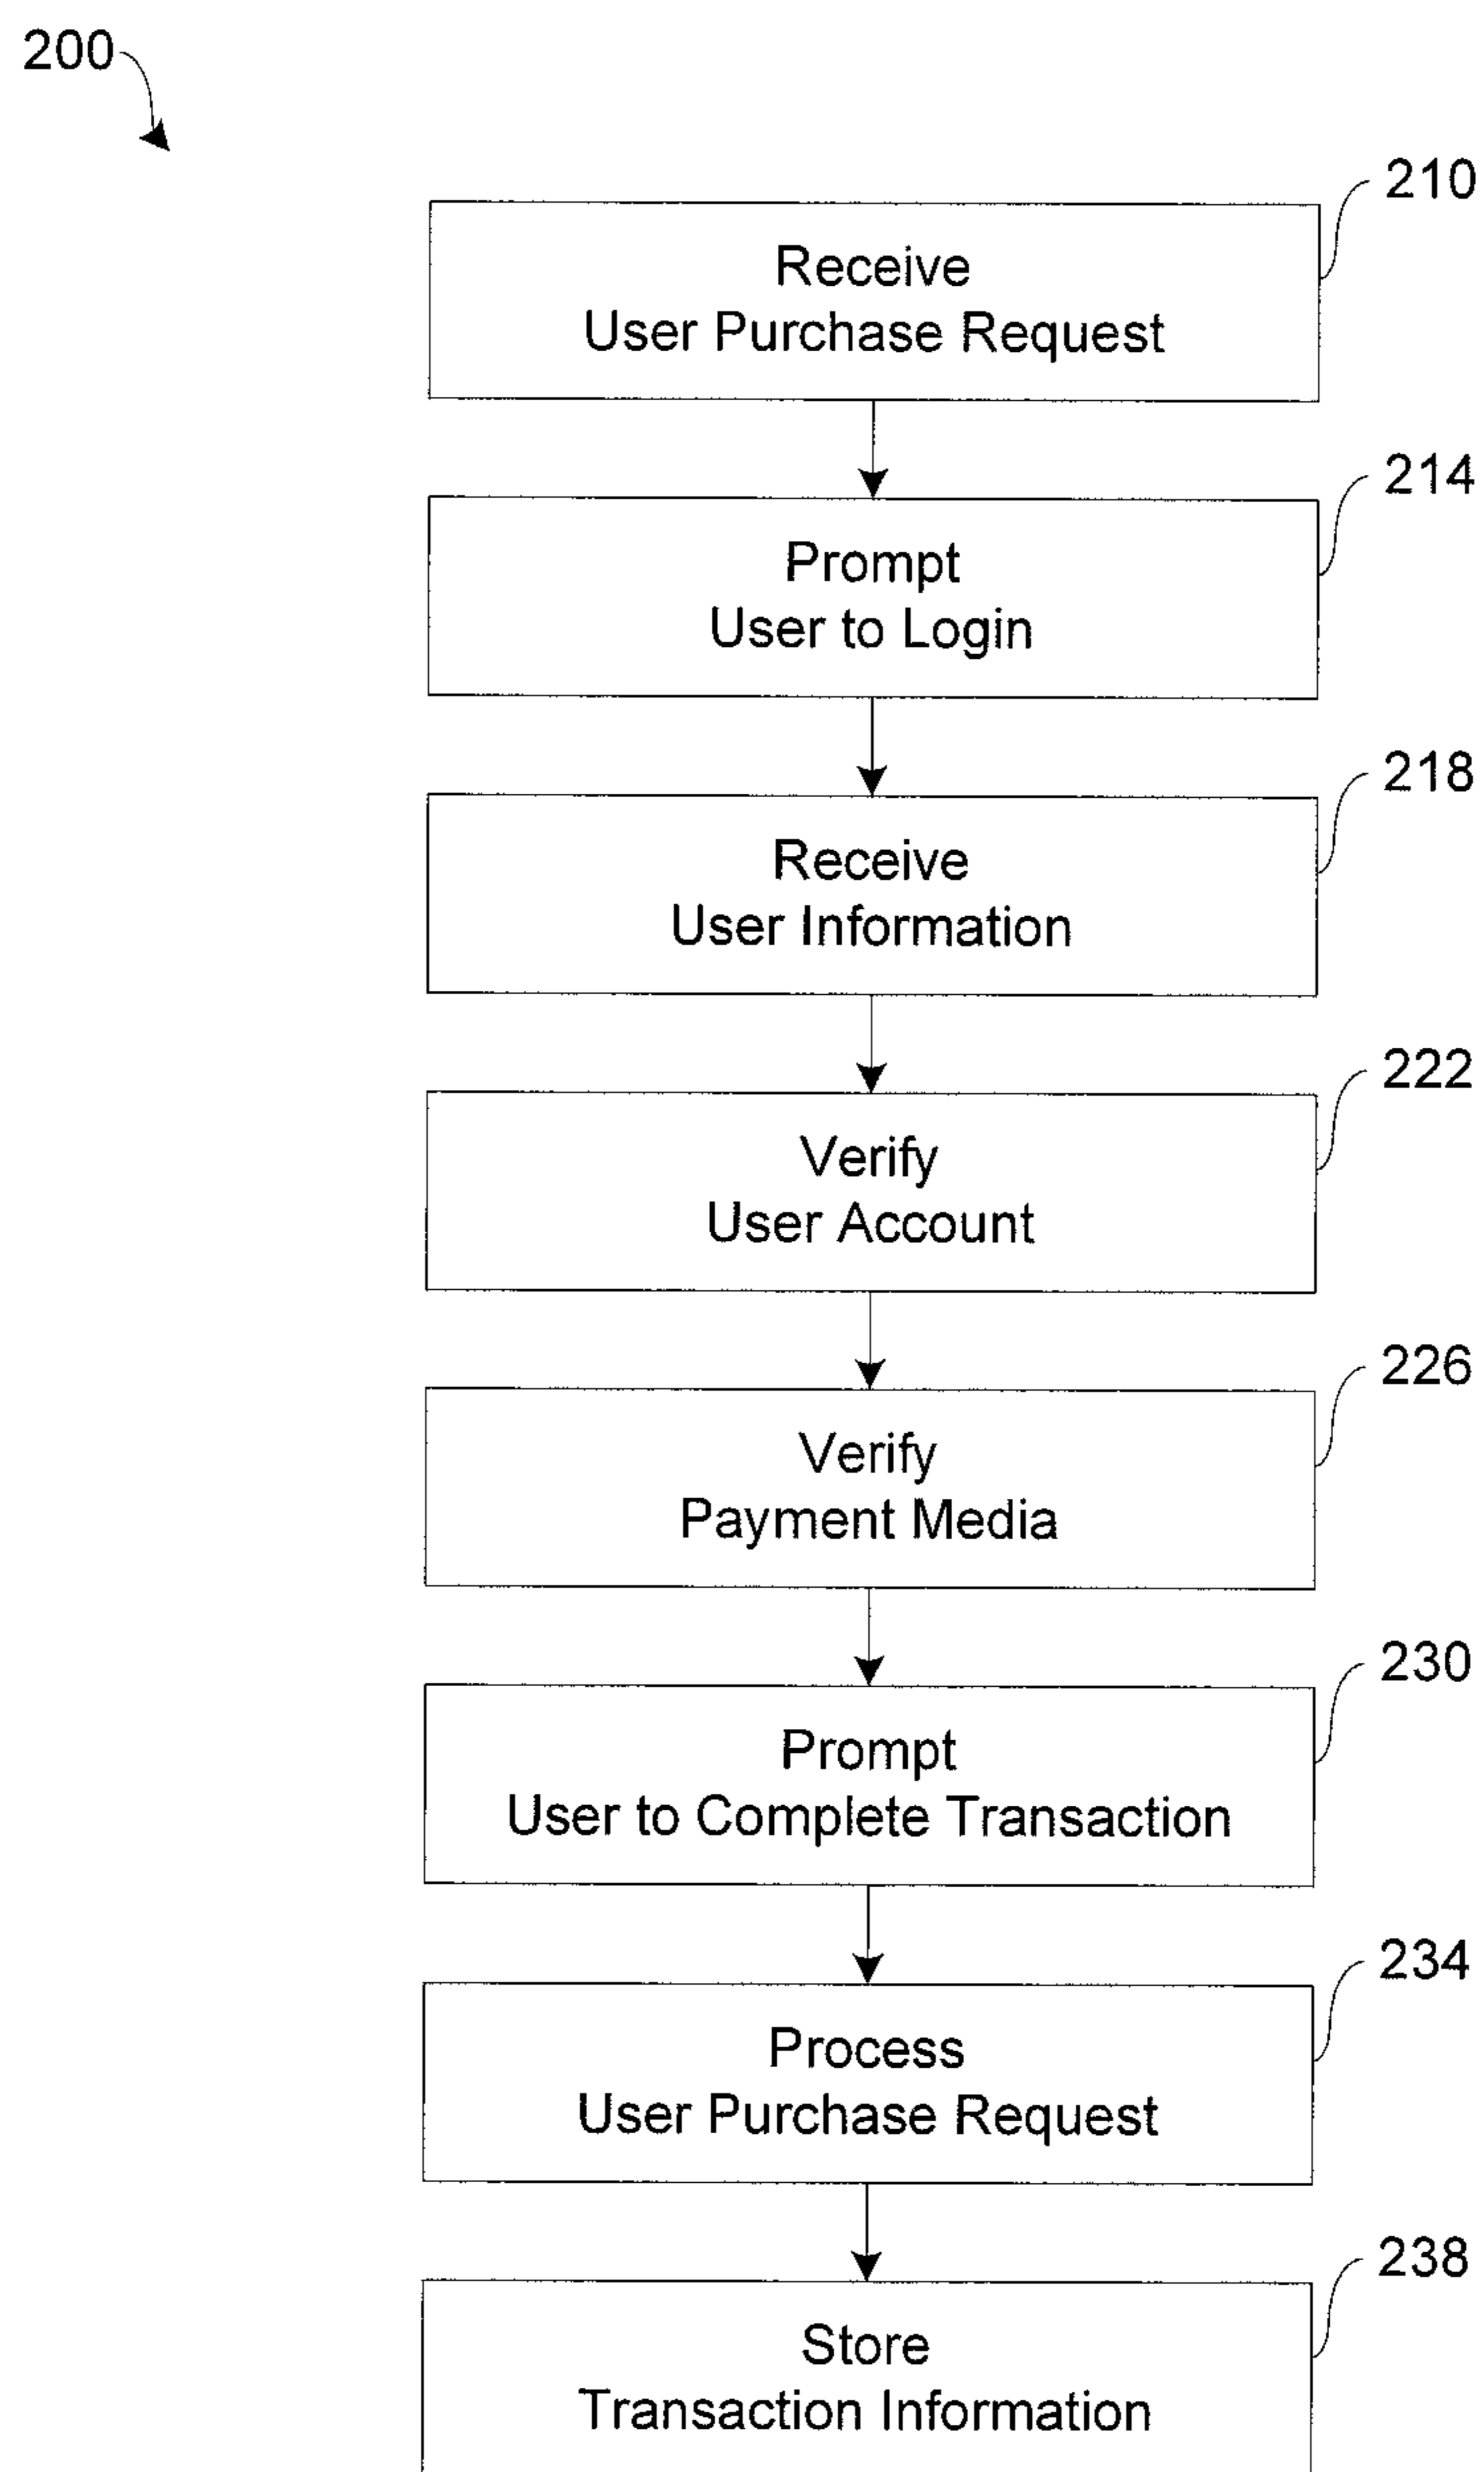 200
210
Receive
User Purchase Request
214
Prompt
User to Login
218
Receive
User Information
222
Verify
User Account
226
Verify
Payment Media
230
Prompt
User to Complete Transaction
234
Process
User Purchase Request
238
Store
Transaction Information